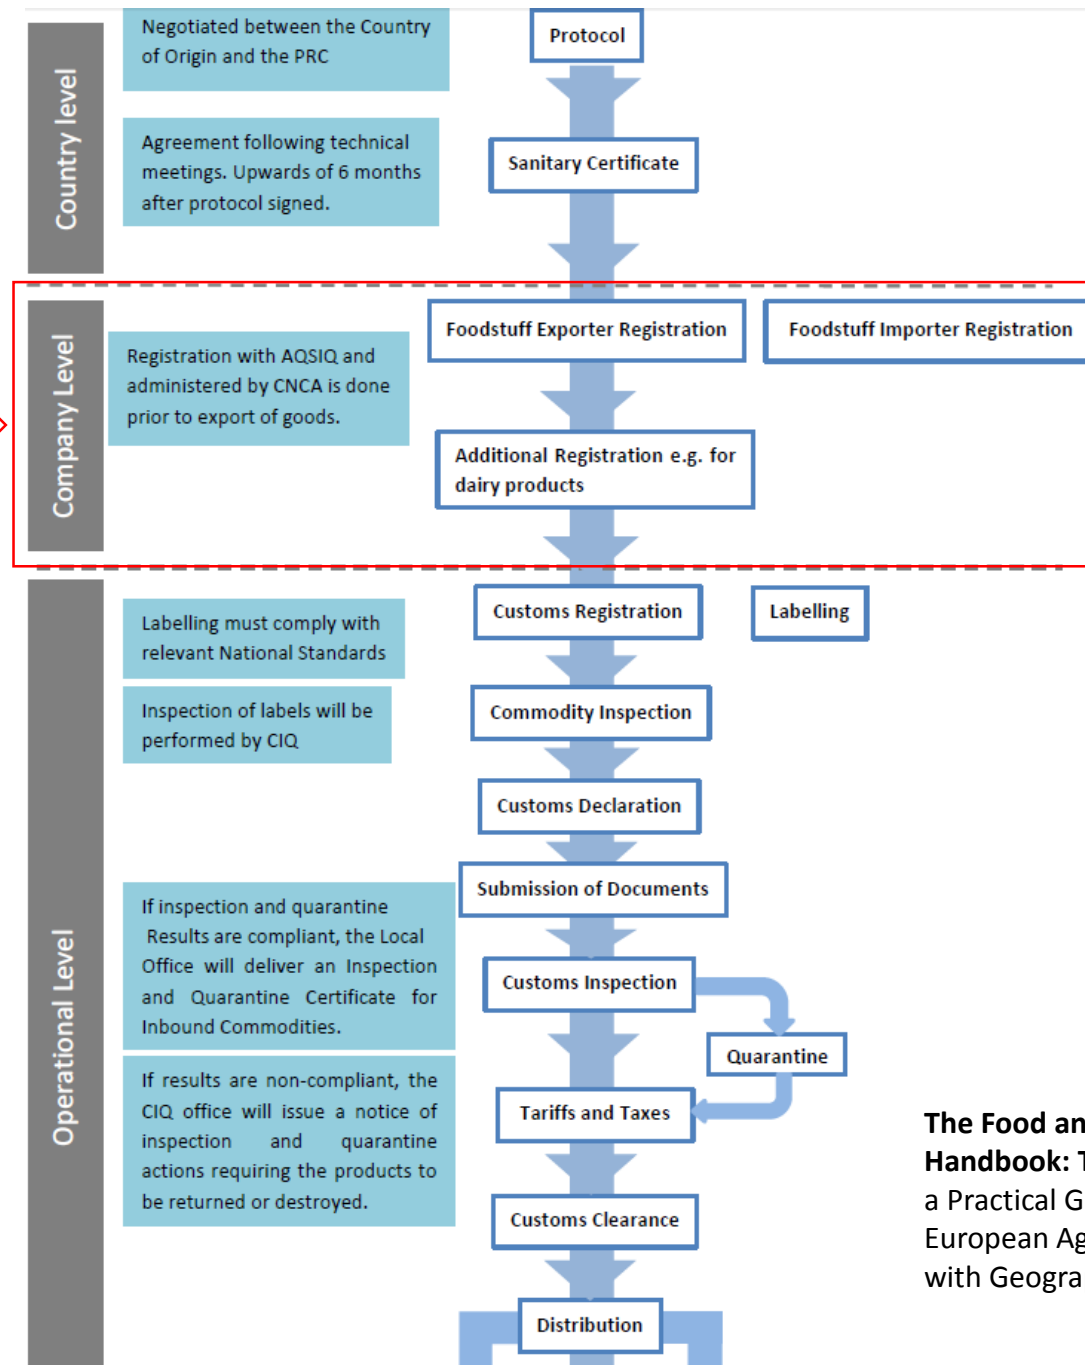 Country level
Negotiated between the Country
of Origin and the PRC
Protocol
Agreement following technical
meetings. Upwards of 6 months
after protocol signed.
Sanitary Certificate
Company Level
Registration with AQSIQ and
administered by CNCA is done
prior to export of goods.
Foodstuff Exporter Registration
Foodstuff Importer Registration
Additional Registration e.g. for
dairy products
Operational Level
Labelling must comply with
relevant National Standards
Customs Registration
Labelling
Inspection of labels will be
performed by CIQ
Commodity Inspection
Customs Declaration
Submission of Documents
If inspection and quarantine
Results are compliant, the Local
Office will deliver an Inspection
and Quarantine Certificate for
Inbound Commodities.
Customs Inspection
Quarantine
If results are non-compliant, the
CIQ office will issue a notice of
inspection and quarantine
actions requiring the products to
be returned or destroyed.
Tariffs and Taxes
Customs Clearance
Distribution
The Food an
Handbook: T
a Practical G
European Ag
with Geogra